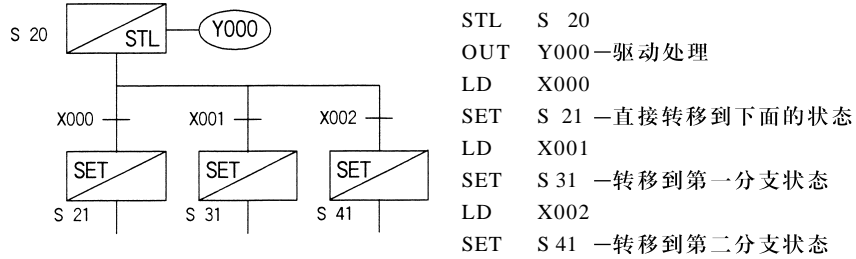 S 20
STL
Y000
X000
X001
X002
SET
SET
SET
S 21
S 31
S 41
STL S 20
OUT Y000—驱动处理
LD X000
SET S 21 —直接转移到下面的状态
LD X001
SET S 31 —转移到第一分支状态
LD X002
SET S 41 —转移到第二分支状态